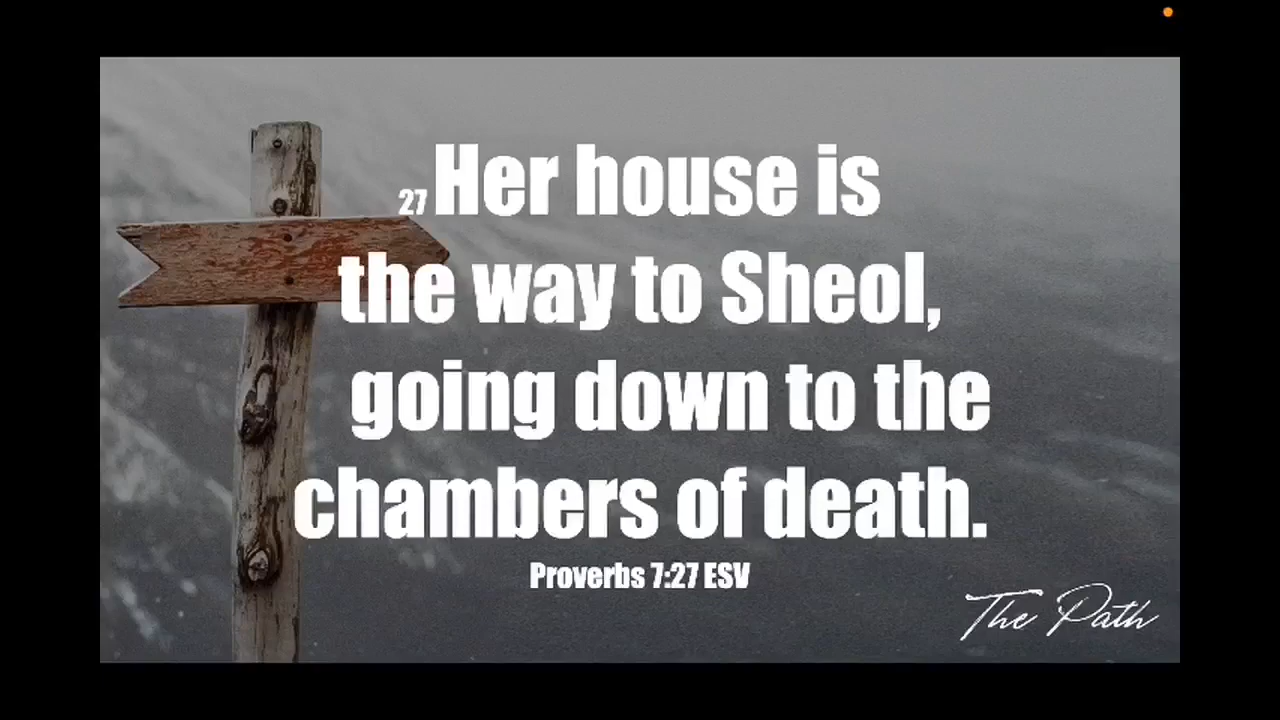 27 Her house is
the way to Sheol,
going down to the
chambers of death.
Proverbs 7:27 ESV
The Path